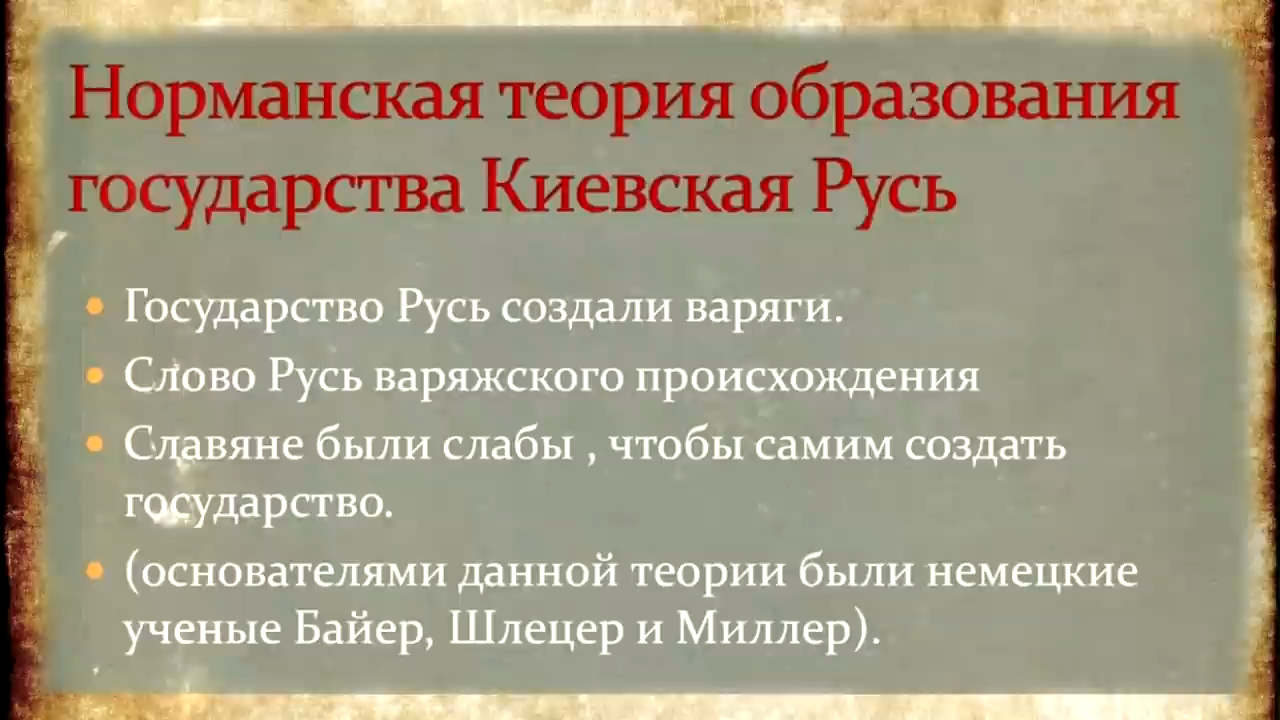 Норманская теория образования
государства Киевская Русь
• Государство Русь создали варяги.
• Слово Русь варяжского происхождения
• Славяне были слабы , чтобы самим создать
государство.
• (основателями данной теории были немецкие
ученые Байер, Шлецер и Миллер).